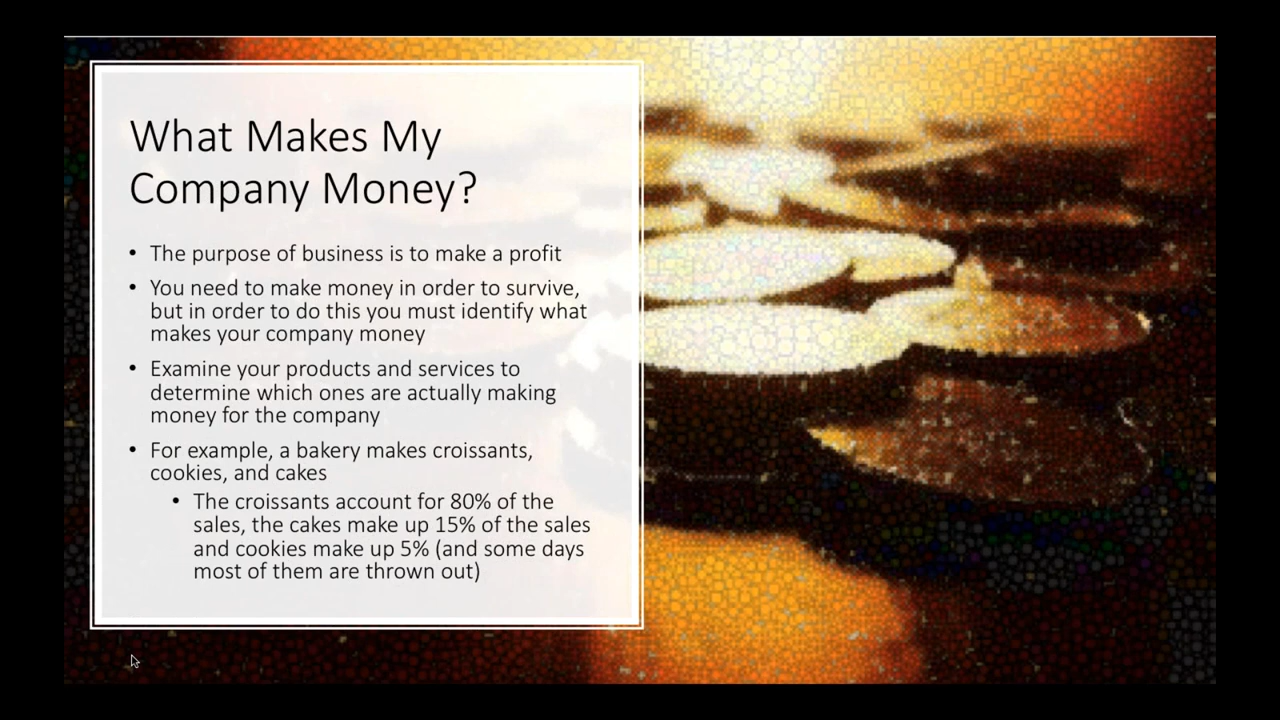 What Makes My
Company Money?
• The purpose of business is to make a profit
• You need to make money in order to survive,
but in order to do this you must identify what
makes your company money
• Examine your products and services to
determine which ones are actually making
money for the company
• For example, a bakery makes croissants,
cookies, and cakes
• The croissants account for 80% of the
sales, the cakes make up 15% of the sales
and cookies make up 5% (and some days
most of them are thrown out)